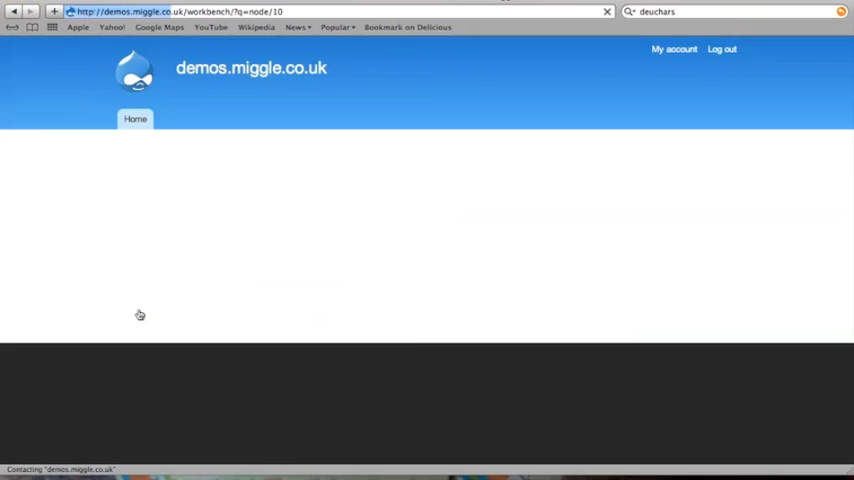 http://demos.miggle.co.uk/workbench/?q=node/10
deuchars
Apple Yahoo! Google Maps YouTube Wikipedia News Popular Bookmark on Delicious
My account Log out
demos.miggle.co.uk
Home
Contacting "demos.miggle.co.uk"